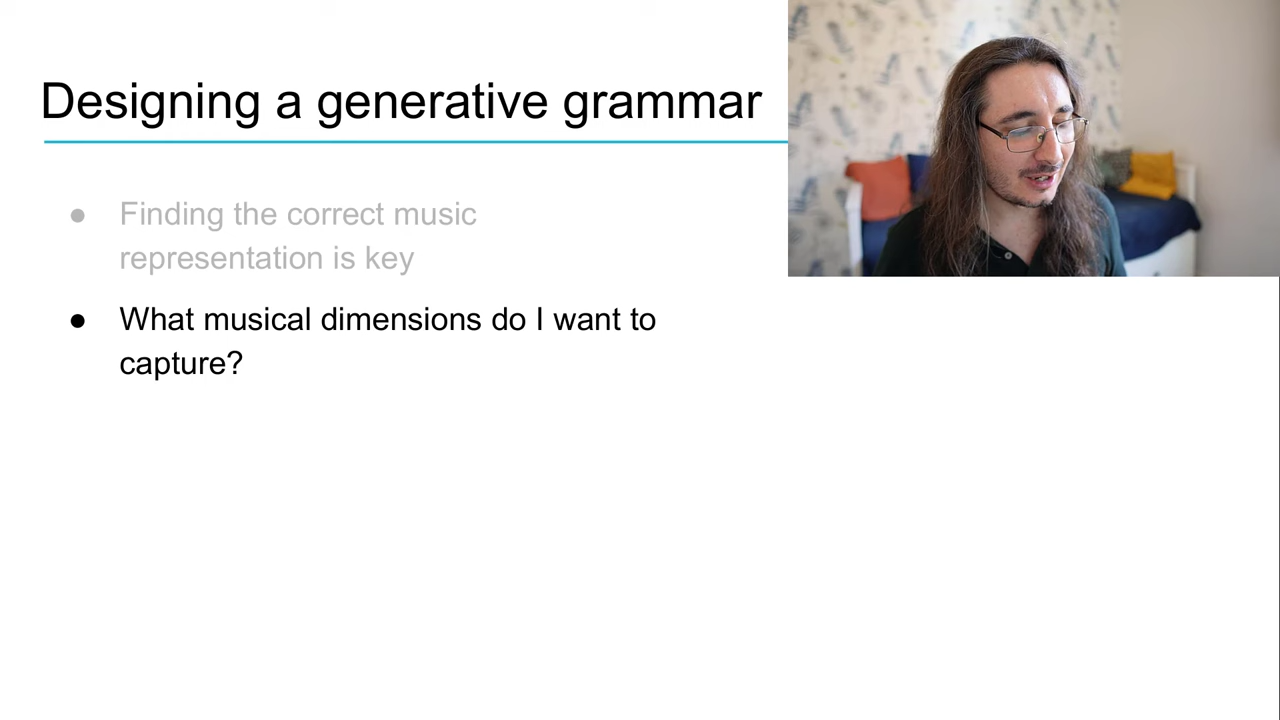 Designing a generative grammar
● Finding the correct music
representation is key
● What musical dimensions do I want to
capture?